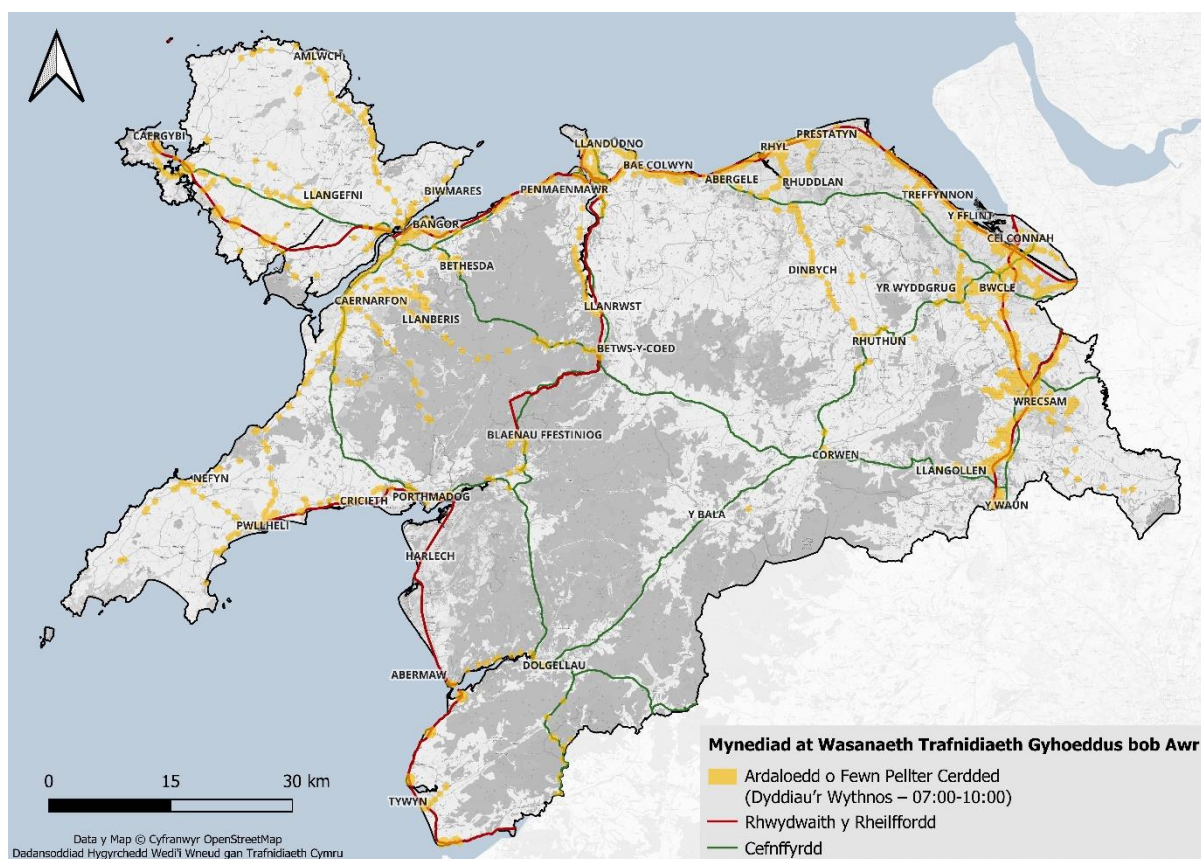 AMLWCH
CAERGYBI
LLANGEFNI
BIWMARES
BANGOR
PENMAENMAWR
LLANDUDNO
BAE COLWYN
ABERGELE
RHYL
PRESTATYN
RHUDDLAN
TREFFYNNON
Y FFLINT
CEI CONNAH
DINBYCH
YR WYDDGRUG
BWCLE
BETHESDA
CAERNARFON
LLANBERIS
LLANRWST
BETWS-Y-COED
RHUTHUN
WRECSAM
BLAENAU FFESTINIOG
CORWEN
LLANGOLLEN
Y WAUN
NEFYN
CRICIETH
PORTHMADOG
PWLLHELI
Y BALA
HARLECH
ABERMAW
DOLGELLAU
TYWYN
0 15 30 km
Data y Map © Cyfranwyr OpenStreetMap
Dadansoddiad Hygyrchedd Wedi'i Wneud gan Trafnidiaeth Cymru
Mynediad at Wasanaeth Trafnidiaeth Gyhoeddus bob Awr
Ardaloedd o Fewn Pellter Cerdded
(Dyddiau'r Wythnos – 07:00-10:00)
Rhwydwaith y Rheilffordd
Cefnffyrdd